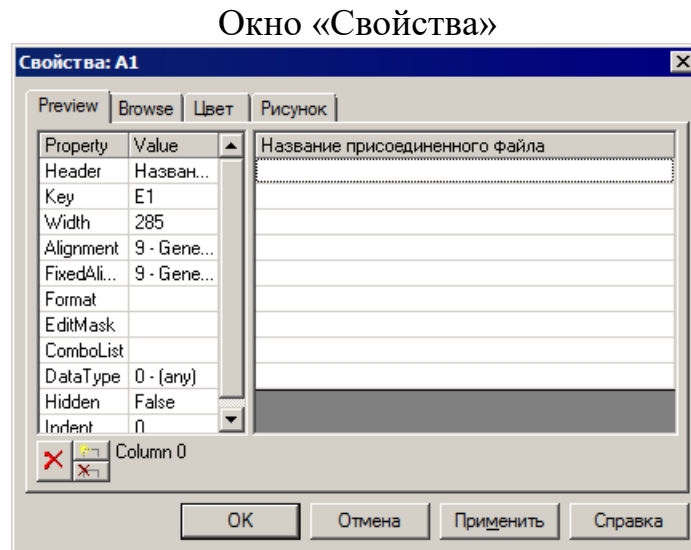 Окно «Свойства»
Свойства: A1
Preview Browse Цвет Рисунок
Property Value Название присоединенного файла
Header Назван...
Key E1
Width 285
Alignment 9 - Gene...
FixedAli... 9 - Gene...
Format
EditMask
ComboList
DataType 0 - (any)
Hidden False
Indent 0
Column 0
OK Отмена Применить Справка